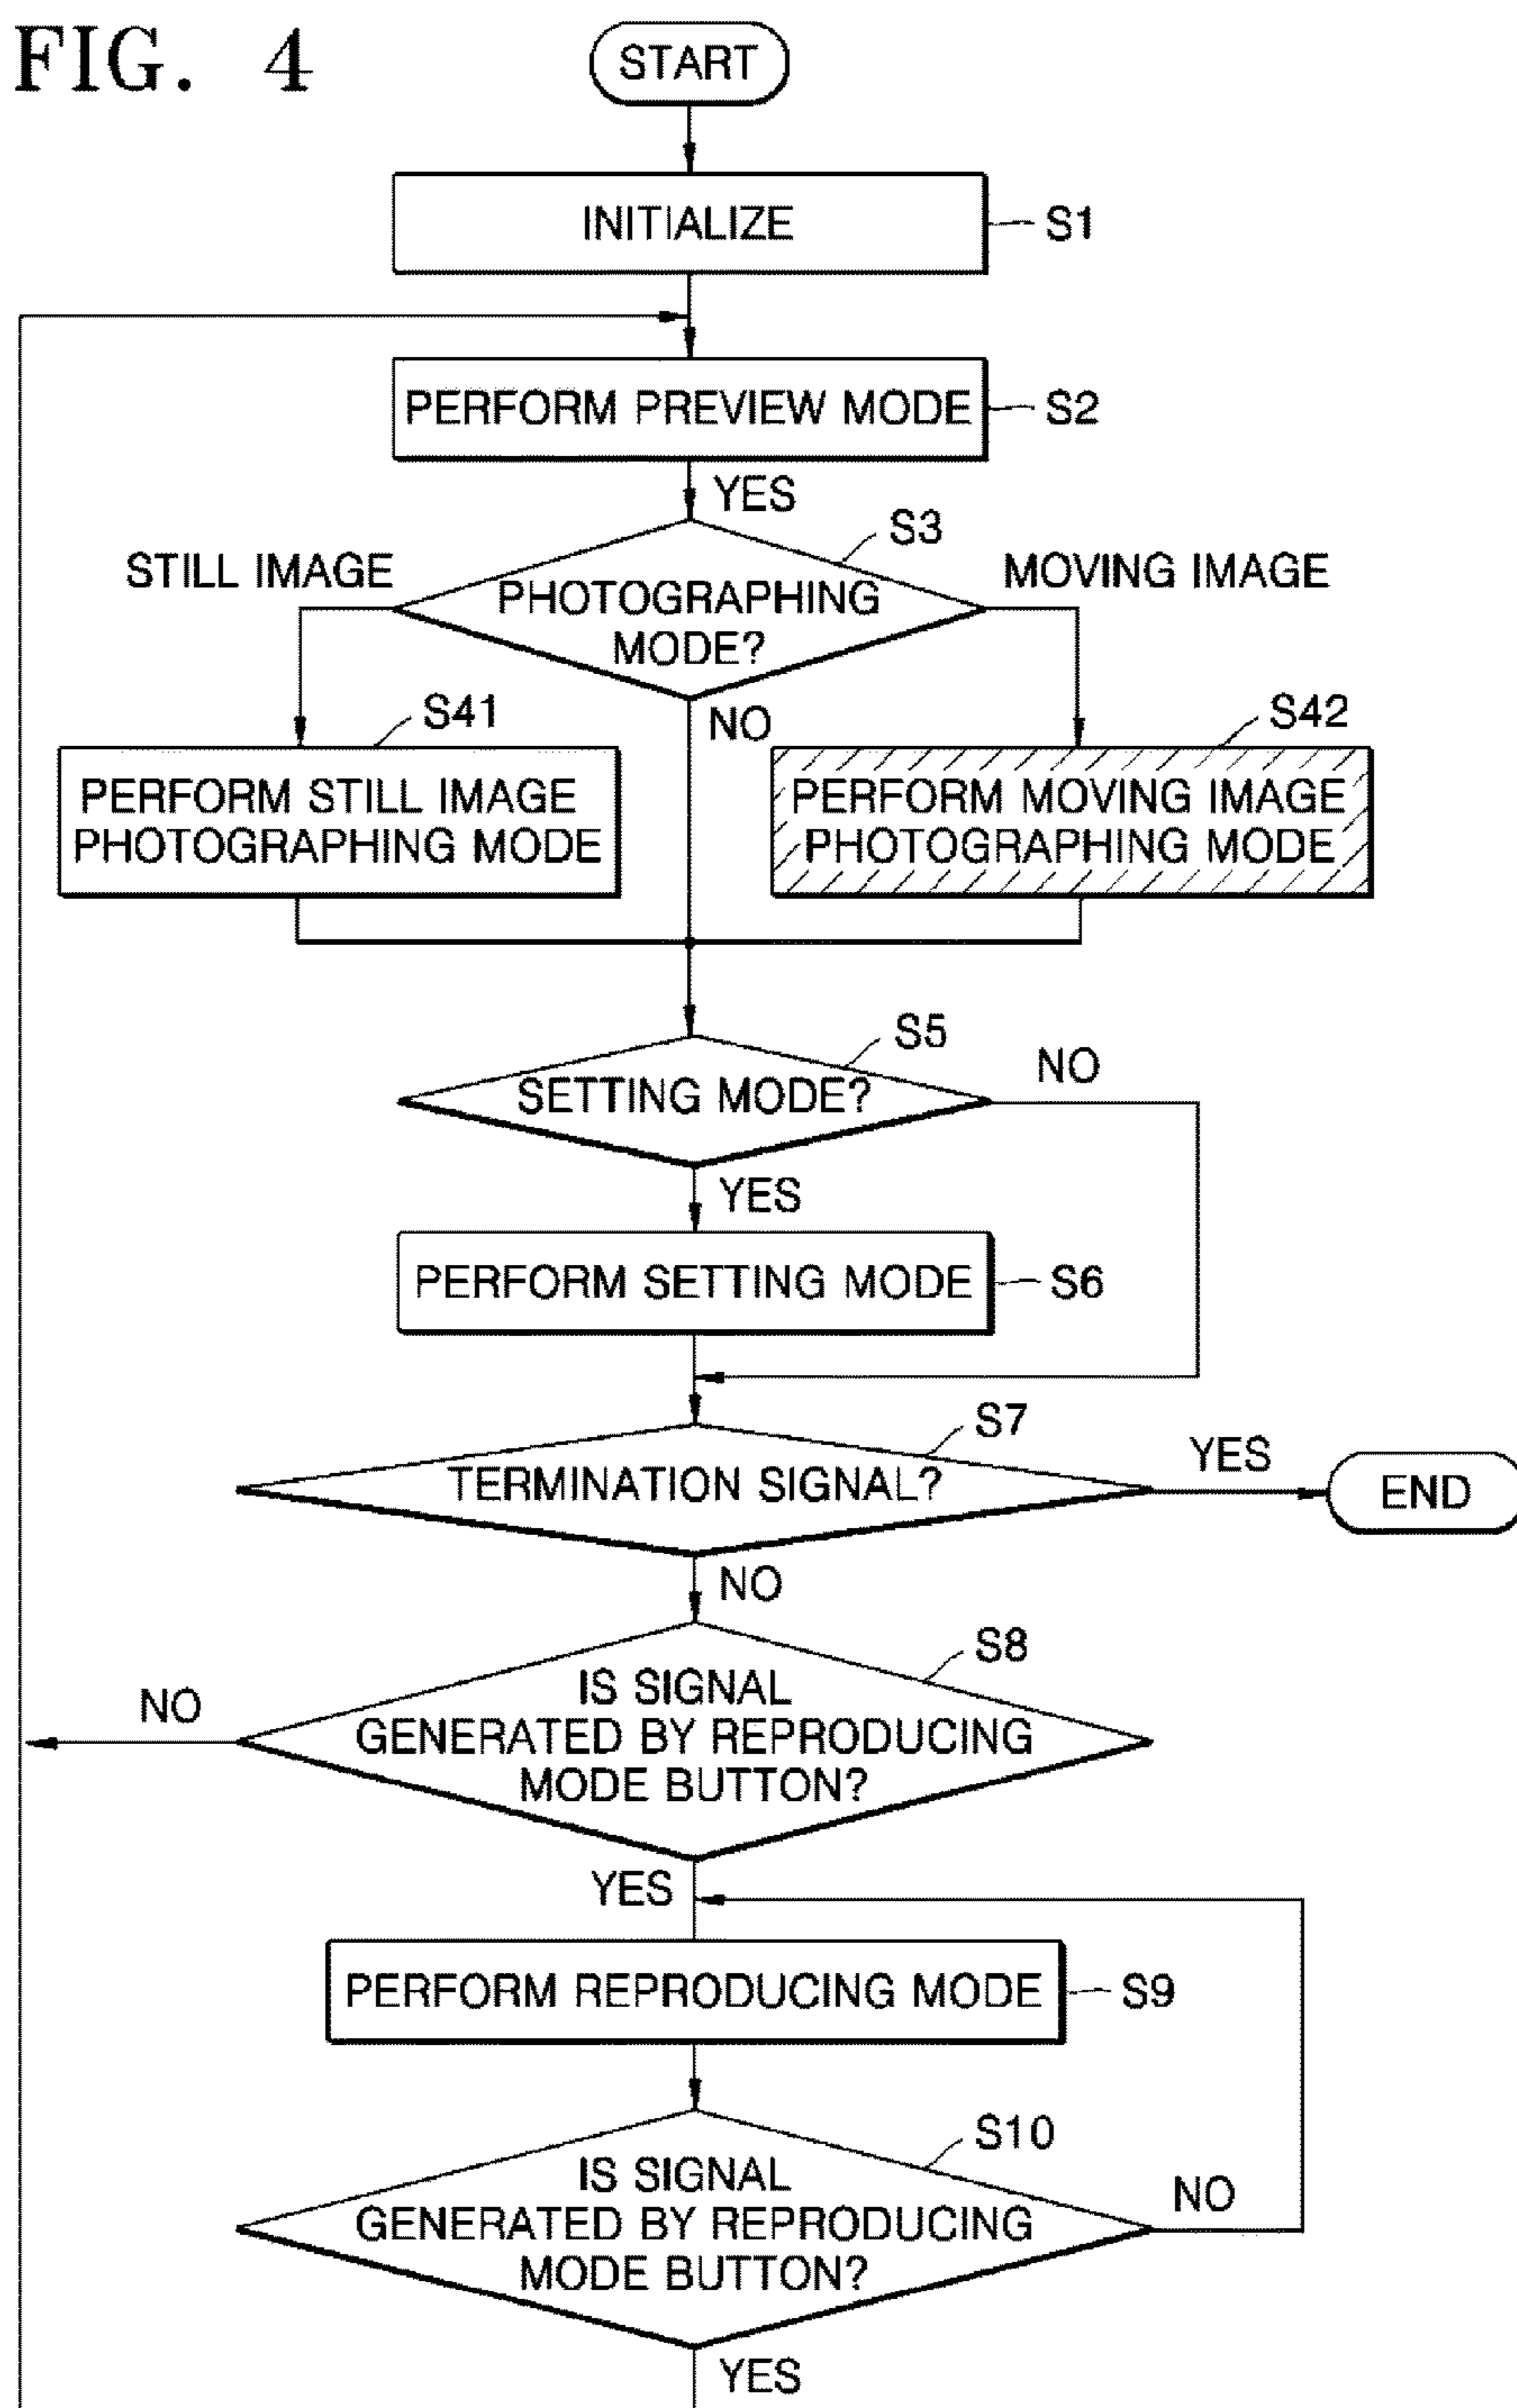 FIG. 4
START
INITIALIZE
S1
PERFORM PREVIEW MODE
S2
YES
S3
STILL IMAGE
MOVING IMAGE
PHOTOGRAPHING
MODE?
NO
S41
S42
PERFORM STILL IMAGE
PHOTOGRAPHING MODE
PERFORM MOVING IMAGE
PHOTOGRAPHING MODE
S5
NO
SETTING MODE?
YES
PERFORM SETTING MODE
S6
S7
YES
TERMINATION SIGNAL?
END
NO
S8
NO
IS SIGNAL
GENERATED BY REPRODUCING
MODE BUTTON?
YES
PERFORM REPRODUCING MODE
S9
S10
NO
IS SIGNAL
GENERATED BY REPRODUCING
MODE BUTTON?
YES